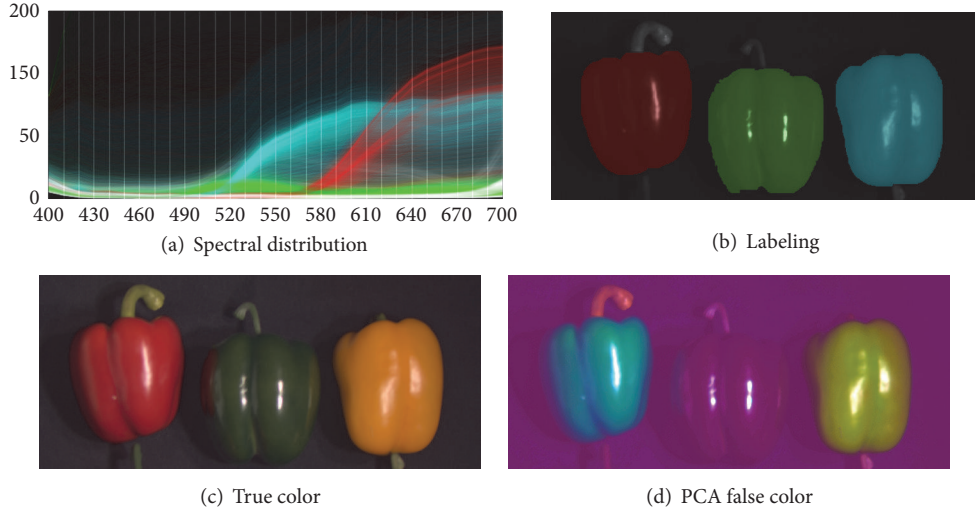 200
150
50
0
400 430 460 490 520 550 580 610 640 670 700
(a) Spectral distribution
(b) Labeling
(c) True color
(d) PCA false color